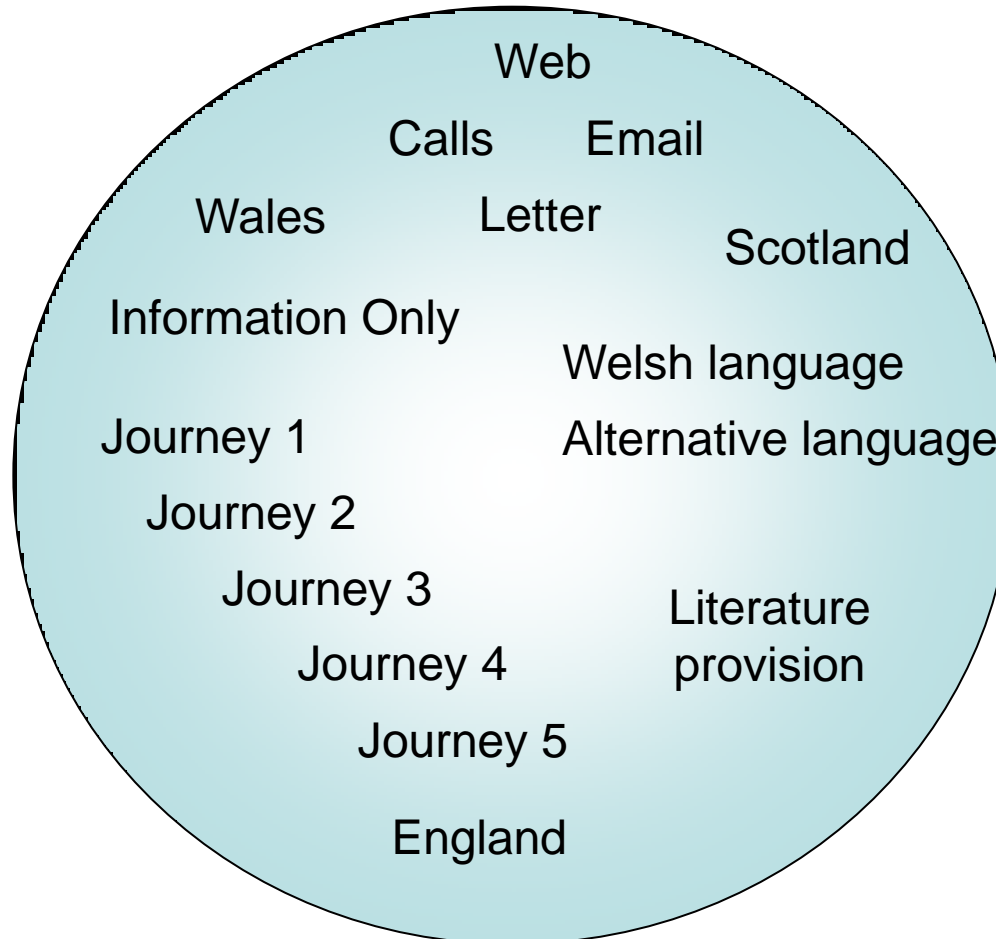 Web
Calls Email
Wales Letter
Scotland
Information Only
Welsh language
Journey 1 Alternative language
Journey 2
Journey 3
Literature
provision
Journey 4
Journey 5
England